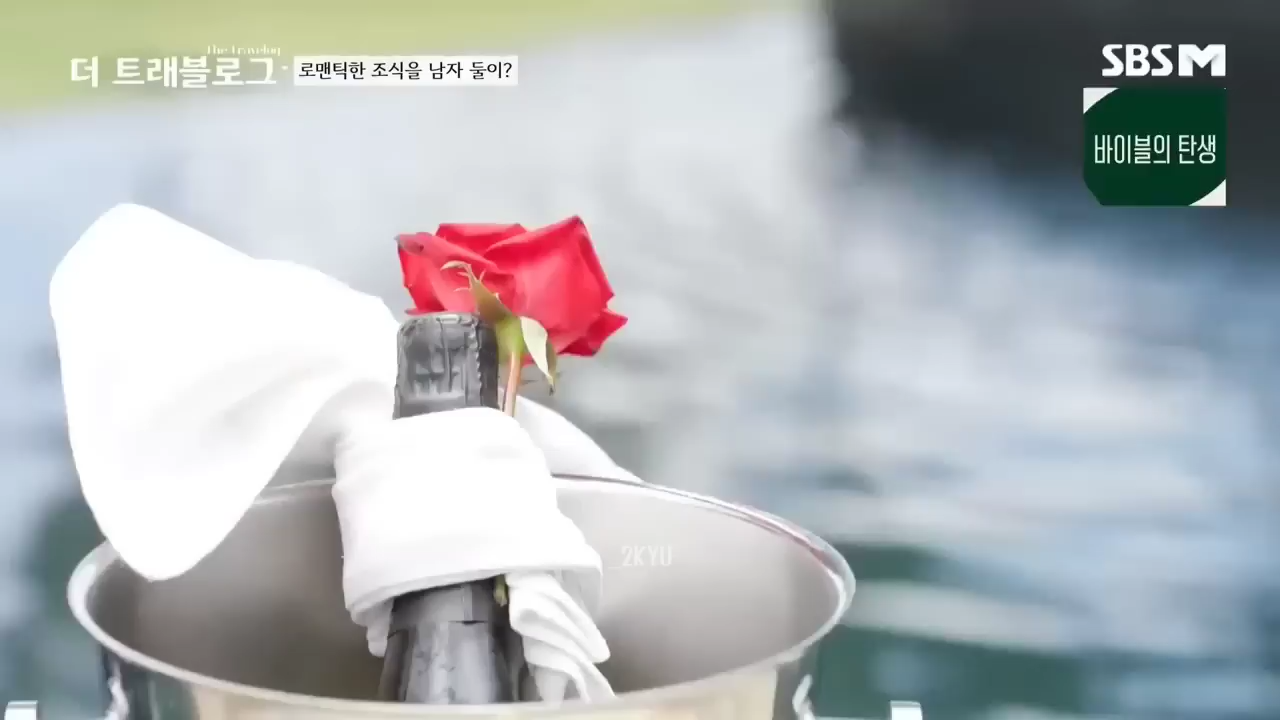 The Travelog
더 트래블로그
로맨틱한 조식을 남자 둘이?
SBS M
바이블의 탄생
_2KYU